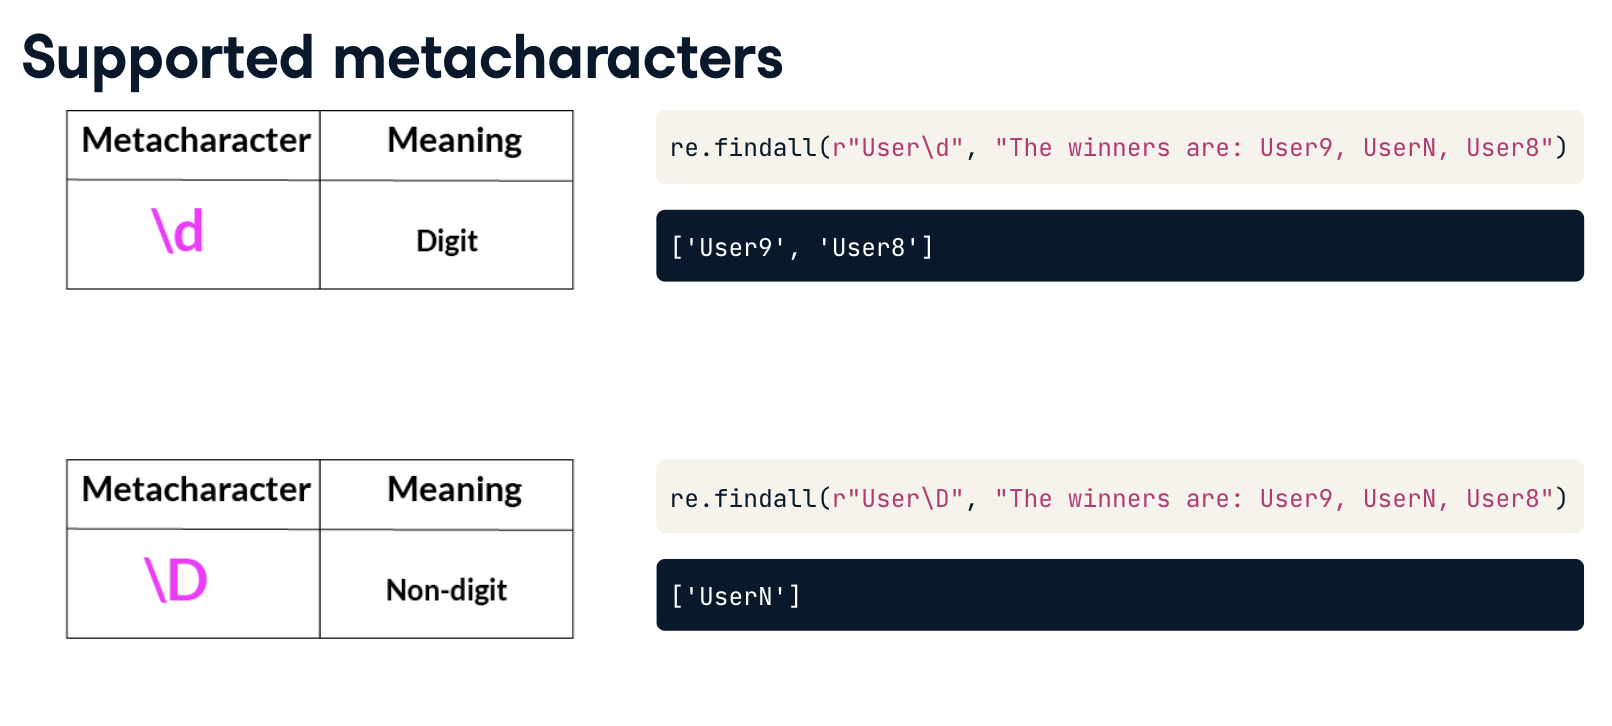 Supported metacharacters
Metacharacter Meaning
\d Digit
re.findall(r"User\d", "The winners are: User9, UserN, User8")
['User9', 'User8']
Metacharacter Meaning
\D Non-digit
re.findall(r"User\D", "The winners are: User9, UserN, User8")
['UserN']